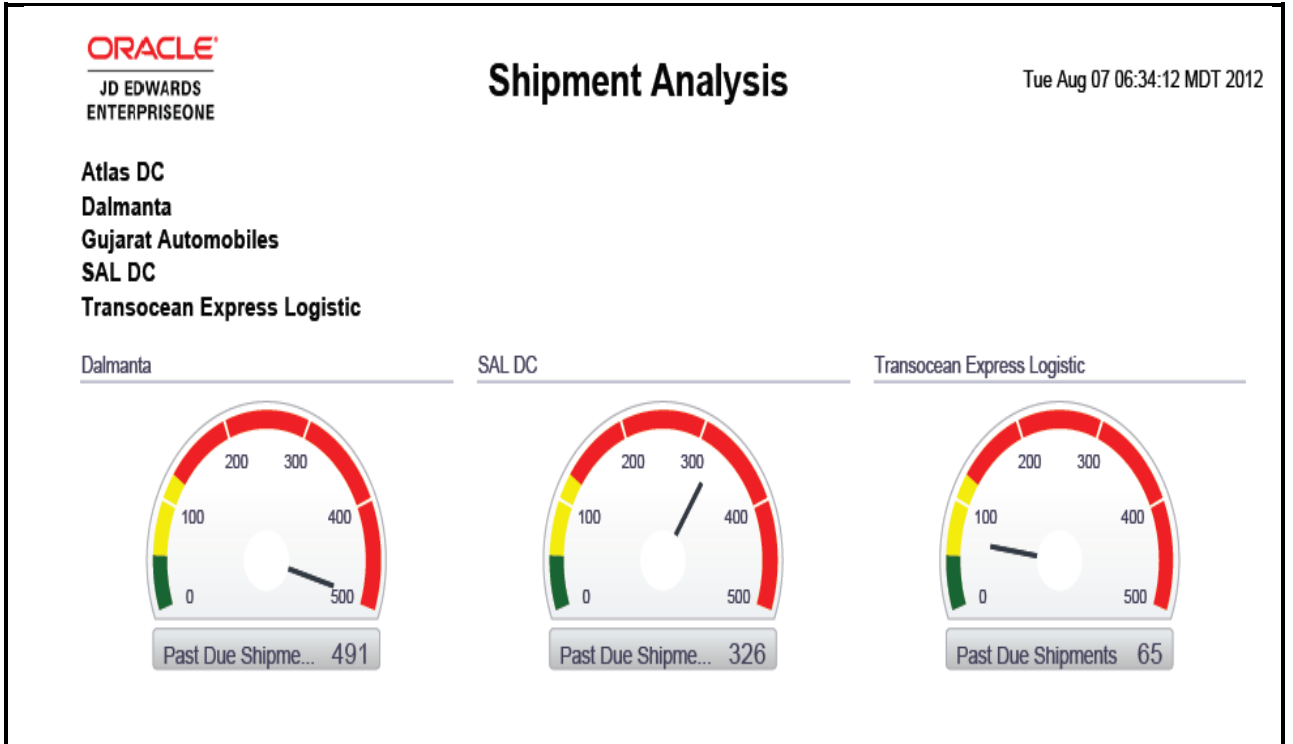 ORACLE
JD EDWARDS
ENTERPRISEONE
Shipment Analysis
Tue Aug 07 06:34:12 MDT 2012
Atlas DC
Dalmanta
Gujarat Automobiles
SAL DC
Transocean Express Logistic
Dalmanta
SAL DC
Transocean Express Logistic
200 300
100 400
0 500
Past Due Shipme... 491
200 300
100 400
0 500
Past Due Shipme... 326
200 300
100 400
0 500
Past Due Shipments 65